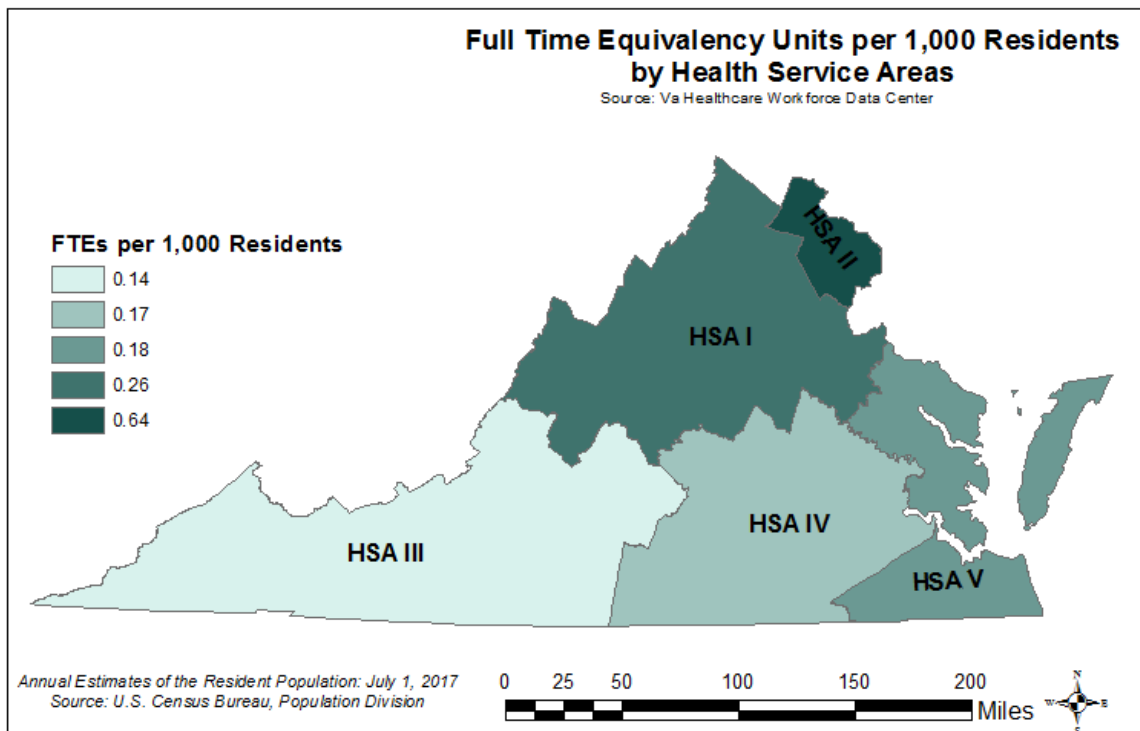 Full Time Equivalency Units per 1,000 Residents
by Health Service Areas
Source: Va Healthcare Workforce Data Center
FTEs per 1,000 Residents
0.14
0.17
0.18
0.26
0.64
HSA II
HSA I
HSA IV
HSA III
HSA V
Annual Estimates of the Resident Population: July 1, 2017
Source: U.S. Census Bureau, Population Division
0 25 50 100 150 200
Miles
N
W E
S